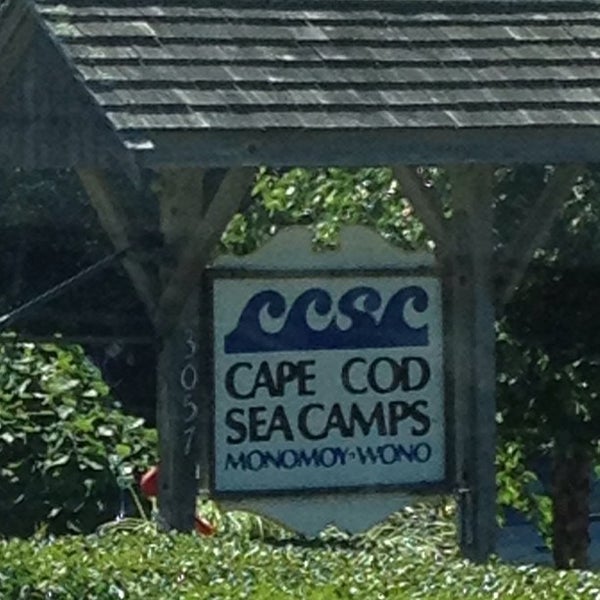 CCSC
CAPE COD
SEA CAMPS
MONOMOY-WONO
3057